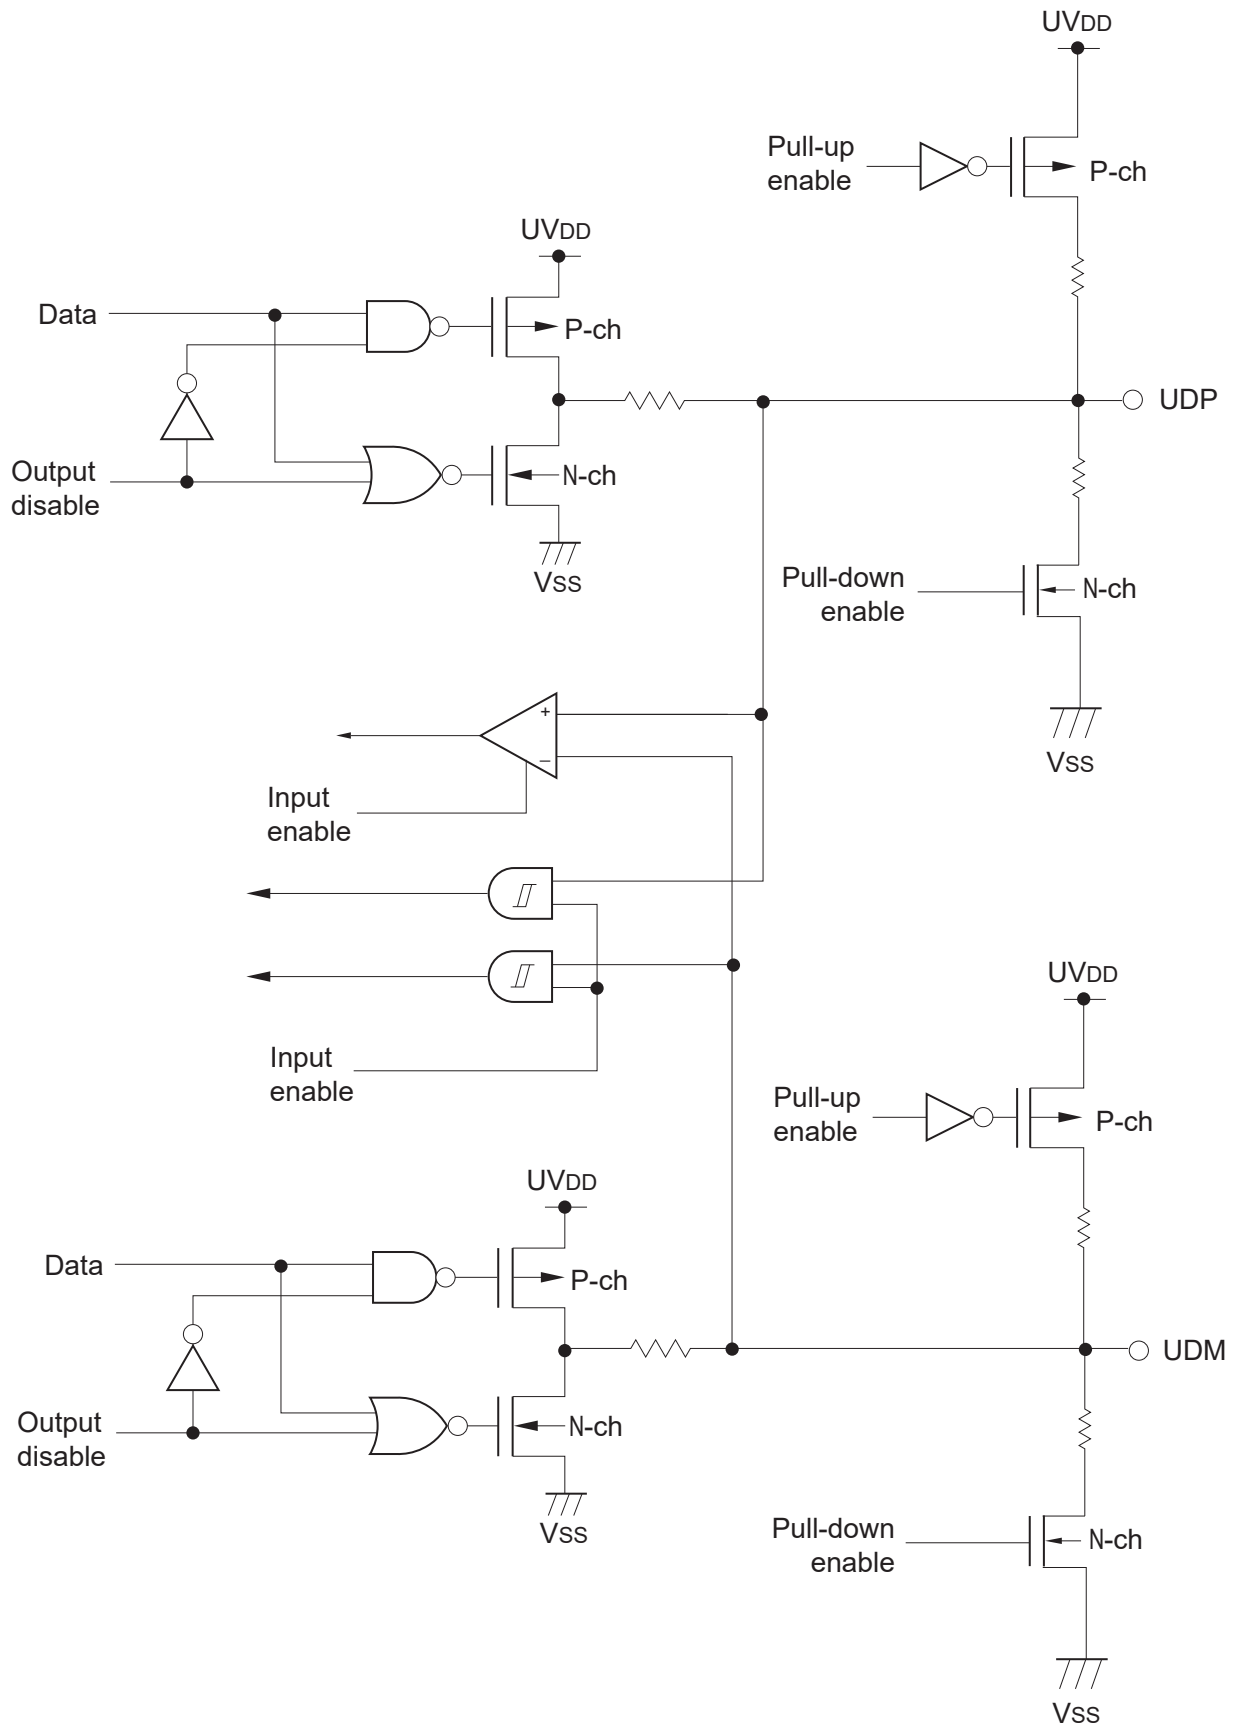 UVDD
Pull-up
enable
P-ch
UVDD
Data
P-ch
UDP
Output
disable
N-ch
VSS
Pull-down
enable
N-ch
VSS
+
−
Input
enable
Input
enable
UVDD
Pull-up
enable
P-ch
UVDD
Data
P-ch
UDM
Output
disable
N-ch
VSS
Pull-down
enable
N-ch
VSS